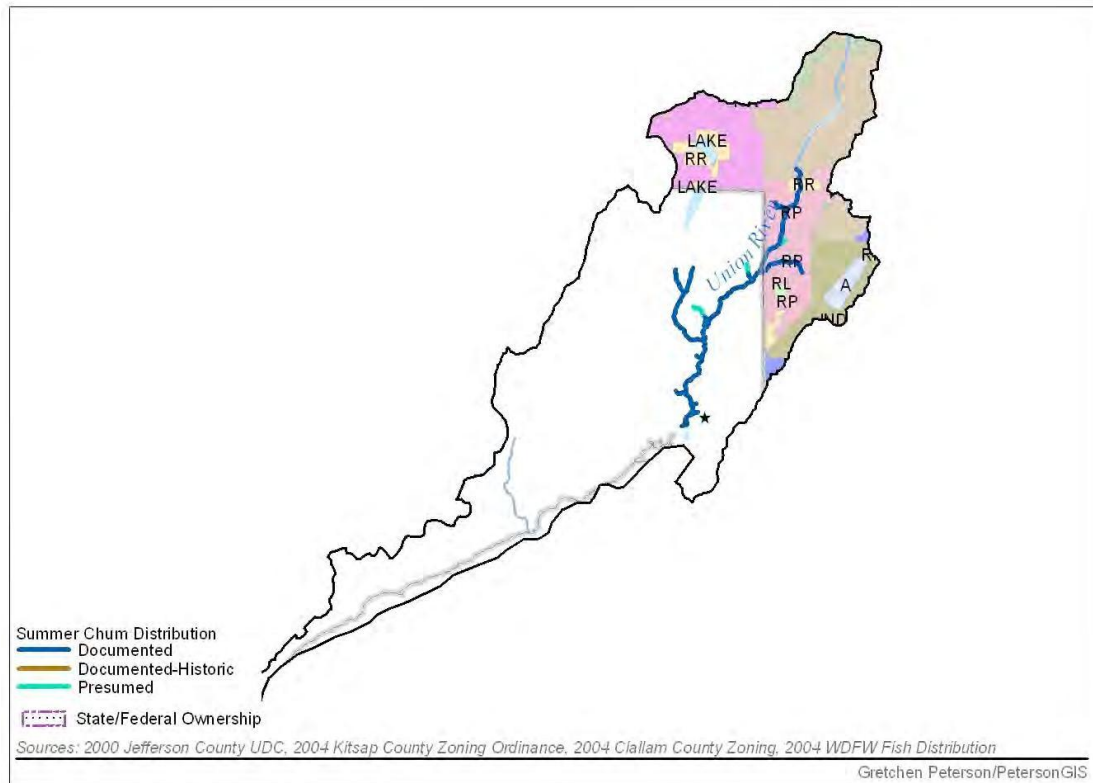 LAKE
RR
LAKE
RR
RP
Union River
R
RR
RL
A
RP
IND
Summer Chum Distribution
Documented
Documented-Historic
Presumed
State/Federal Ownership
Sources: 2000 Jefferson County UDC, 2004 Kitsap County Zoning Ordinance, 2004 Clallam County Zoning, 2004 WDFW Fish Distribution
Gretchen Peterson/PetersonGIS